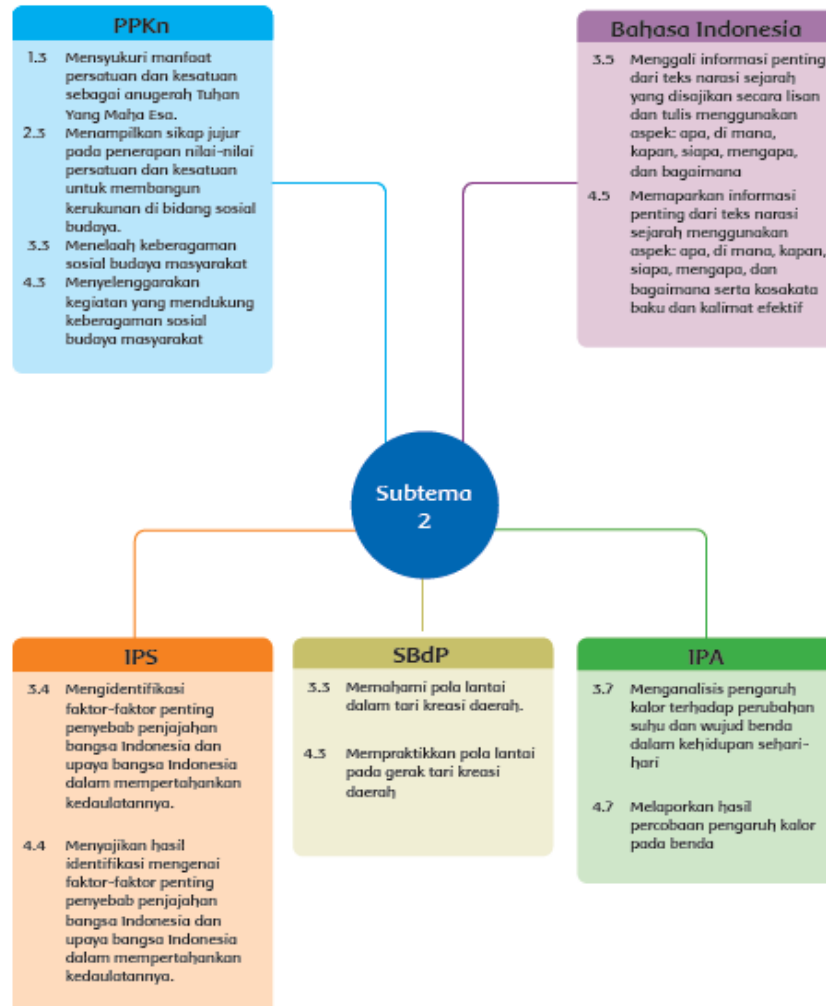 PPKn
1.3 Mensyukuri manfaat
persatuan dan kesatuan
sebagai anugerah Tuhan
Yang Maha Esa.
2.3 Menampilkan sikap jujur
pada penerapan nilai-nilai
persatuan dan kesatuan
untuk membangun
kerukunan di bidang sosial
budaya.
3.3 Menelaah keberagaman
sosial budaya masyarakat
4.3 Menyelenggarakan
kegiatan yang mendukung
keberagaman sosial
budaya masyarakat
Bahasa Indonesia
3.5 Menggali informasi penting
dari teks narasi sejarah
yang disajikan secara lisan
dan tulis menggunakan
aspek: apa, di mana,
kapan, siapa, mengapa,
dan bagaimana
4.5 Memaparkan informasi
penting dari teks narasi
sejarah menggunakan
aspek: apa, di mana, kapan,
siapa, mengapa, dan
bagaimana serta kosakata
baku dan kalimat efektif
Subtema
2
IPS
3.4 Mengidentifikasi
faktor-faktor penting
penyebab penjajahan
bangsa Indonesia dan
upaya bangsa Indonesia
dalam mempertahankan
kedaulatannya.
4.4 Menyajikan hasil
identifikasi mengenai
faktor-faktor penting
penyebab penjajahan
bangsa Indonesia dan
upaya bangsa Indonesia
dalam mempertahankan
kedaulatannya.
SBdP
3.3 Memahami pola lantai
dalam tari kreasi daerah.
4.3 Mempraktikkan pola lantai
pada gerak tari kreasi
daerah
IPA
3.7 Menganalisis pengaruh
kalor terhadap perubahan
suhu dan wujud benda
dalam kehidupan sehari-
hari
4.7 Melaporkan hasil
percobaan pengaruh kalor
pada benda